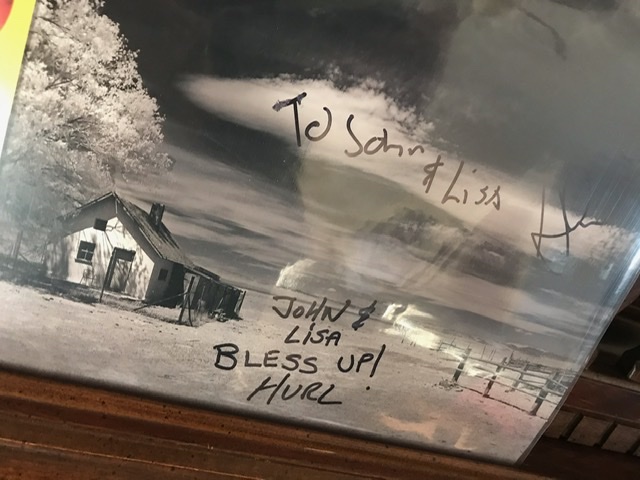 To John & Lisa
JOHN &
LISA
BLESS UP!
HURL